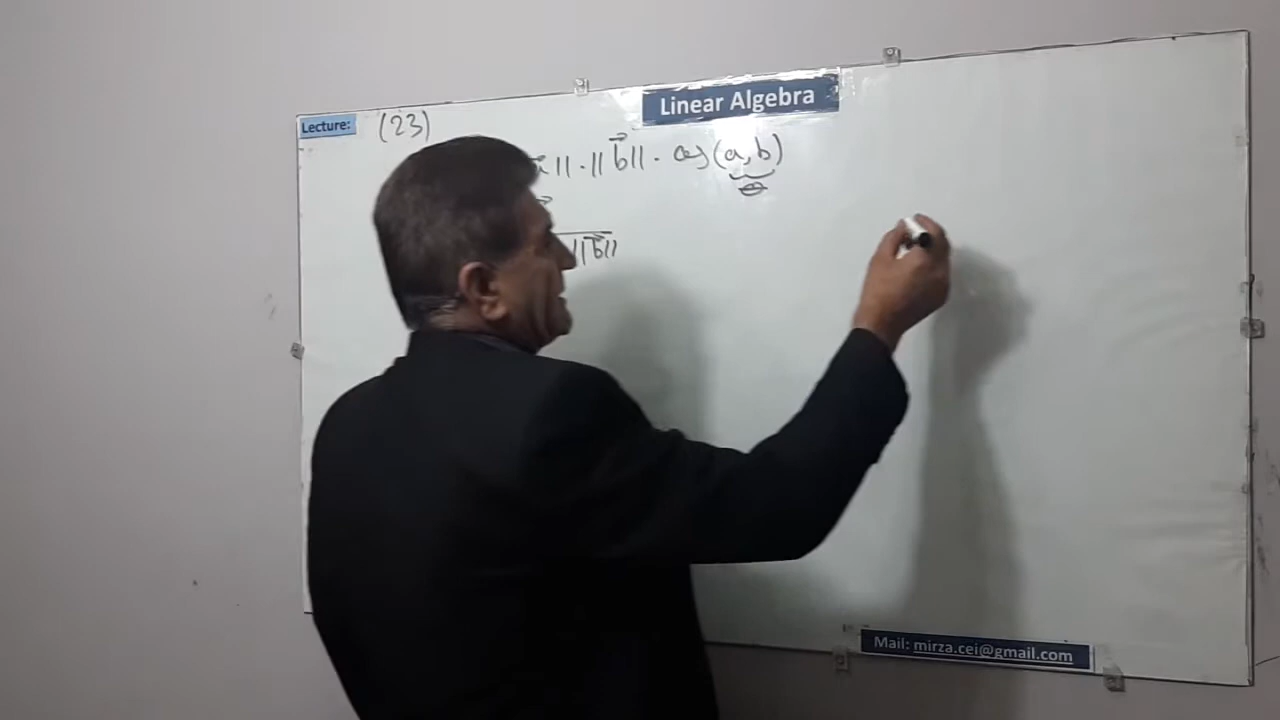 Linear Algebra
Lecture: (23)
|| . || b⃗ || . cos (a, b)
θ
|| b⃗ ||
Mail: mirza.cei@gmail.com